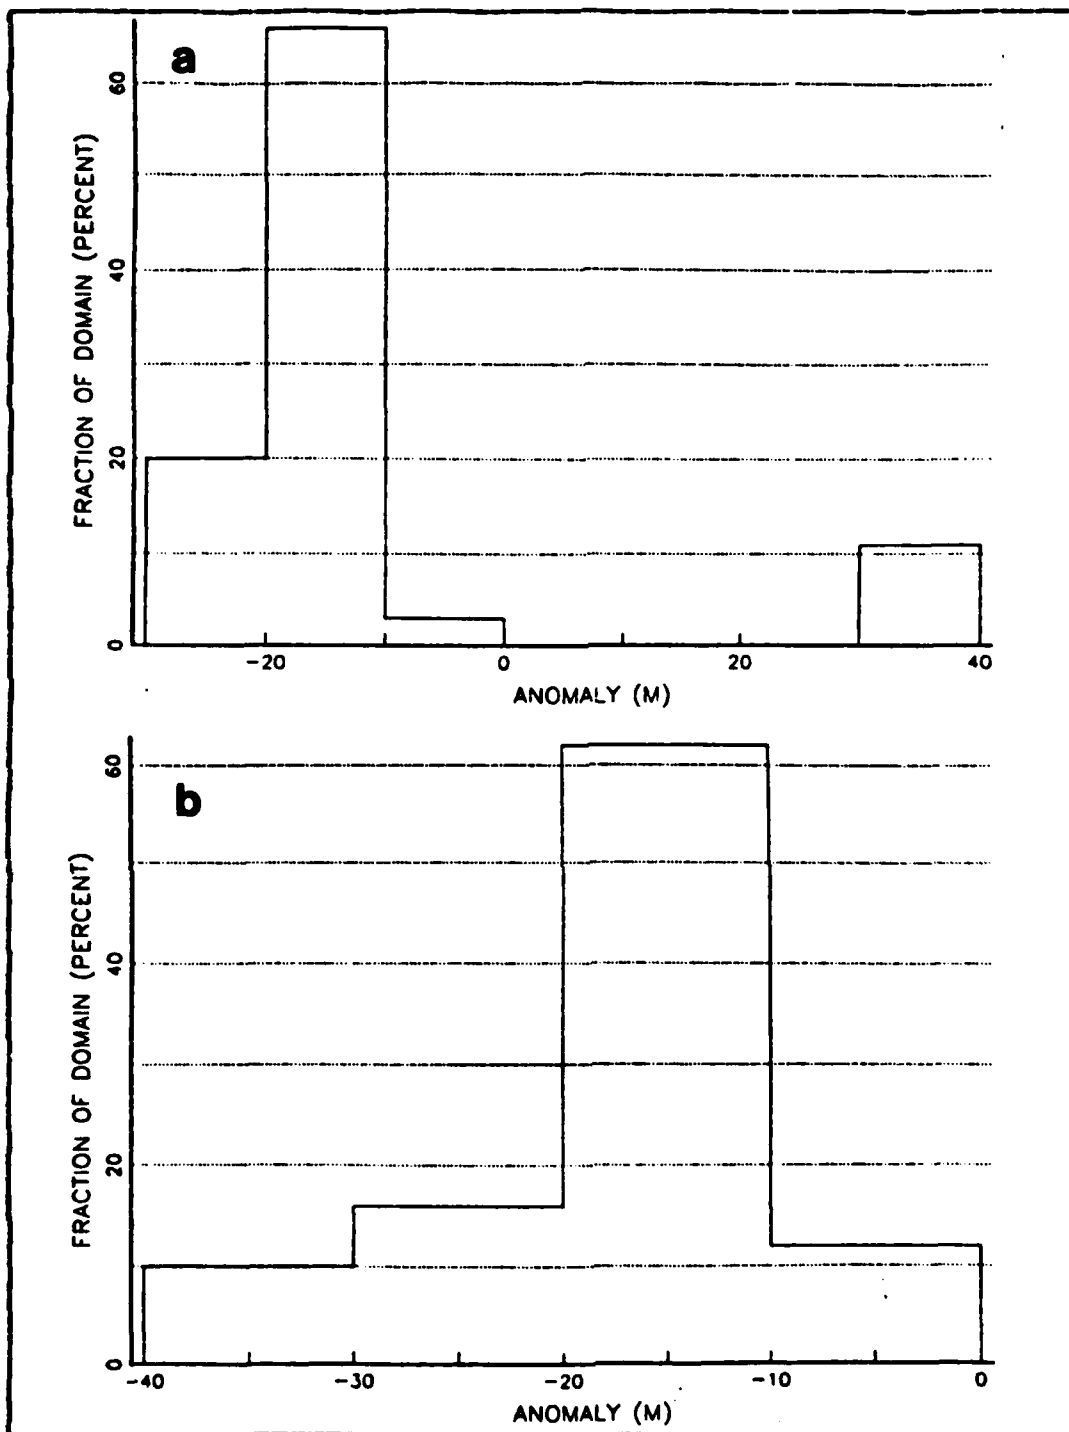 a
60
40
20
0
FRACTION OF DOMAIN (PERCENT)
-20 0 20 40
ANOMALY (M)
b
60
40
20
0
FRACTION OF DOMAIN (PERCENT)
-40 -30 -20 -10 0
ANOMALY (M)